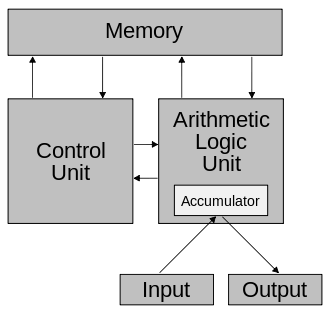 Memory
Control
Unit
Arithmetic
Logic
Unit
Accumulator
Input
Output